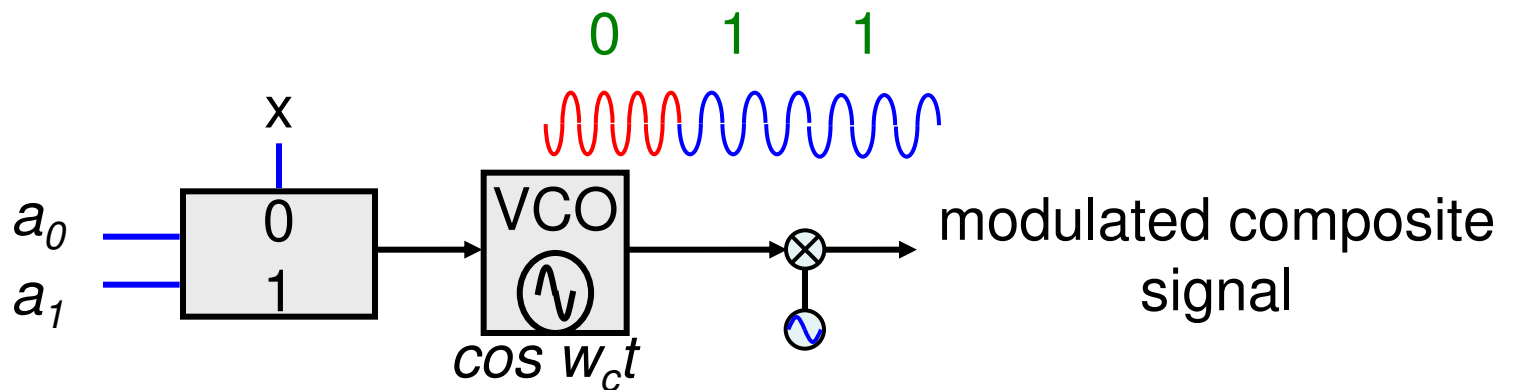 0 1 1
x
a0
0
a1
1
VCO
cos wct
modulated composite
signal